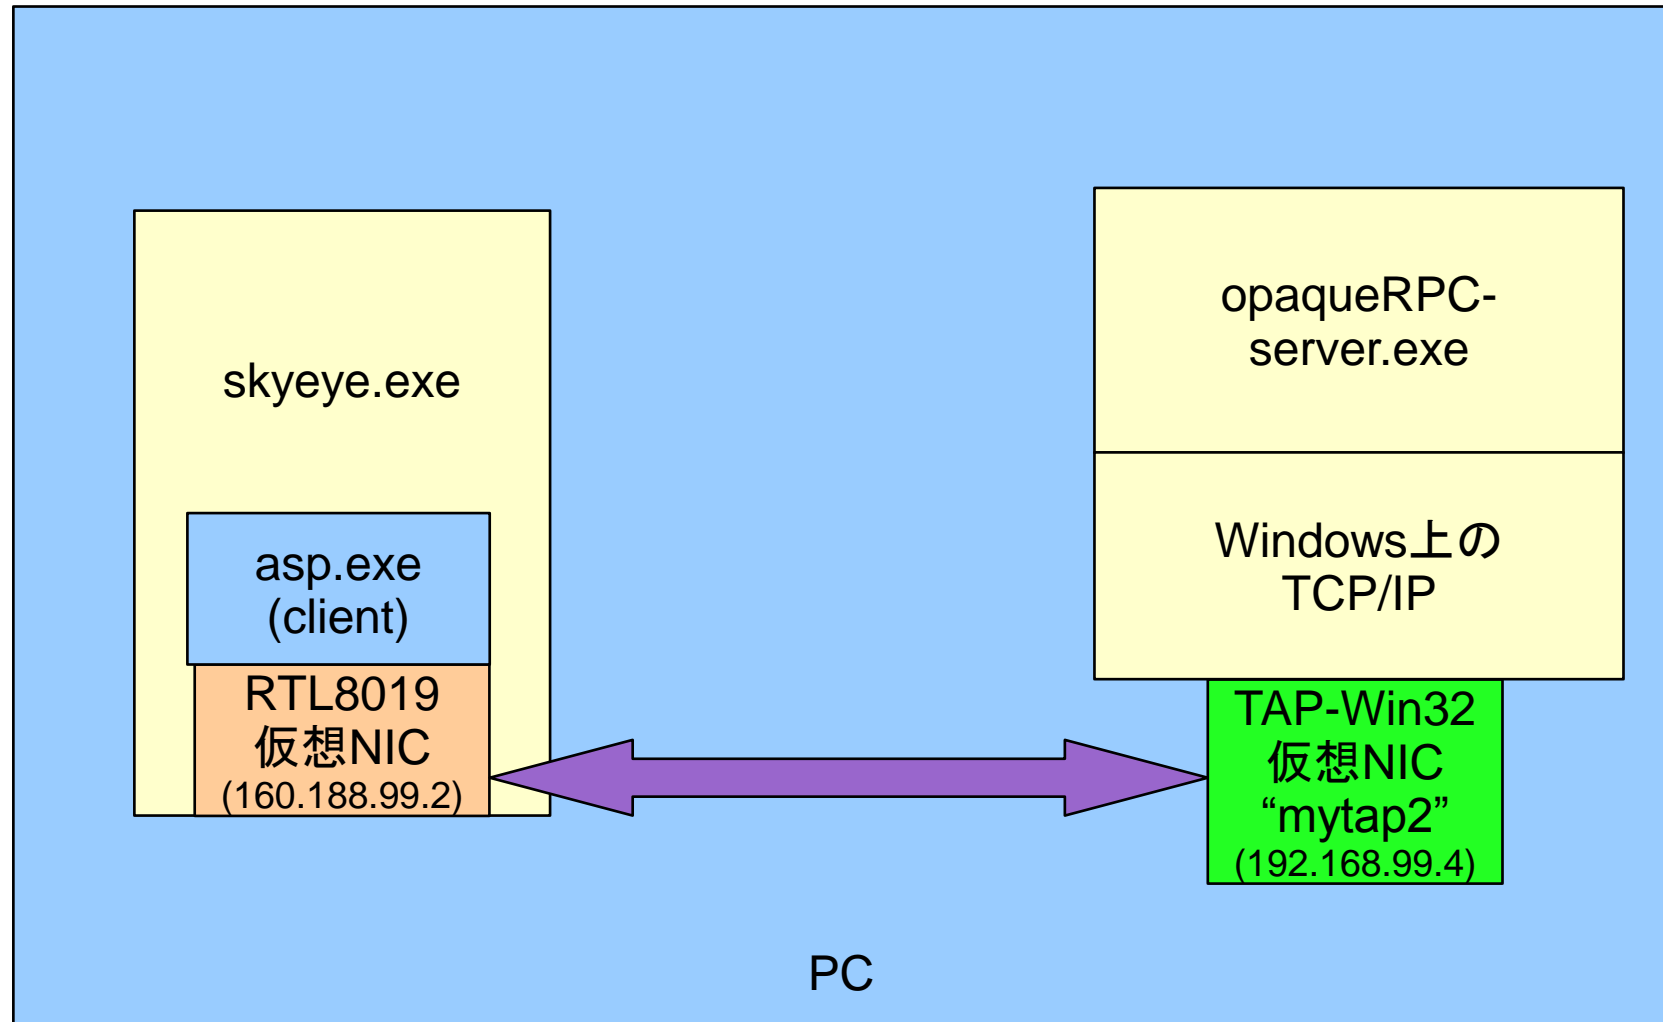 skyeye.exe
asp.exe
(client)
RTL8019
仮想NIC
(160.188.99.2)
opaqueRPC-
server.exe
Windows上の
TCP/IP
TAP-Win32
仮想NIC
“mytap2”
(192.168.99.4)
PC